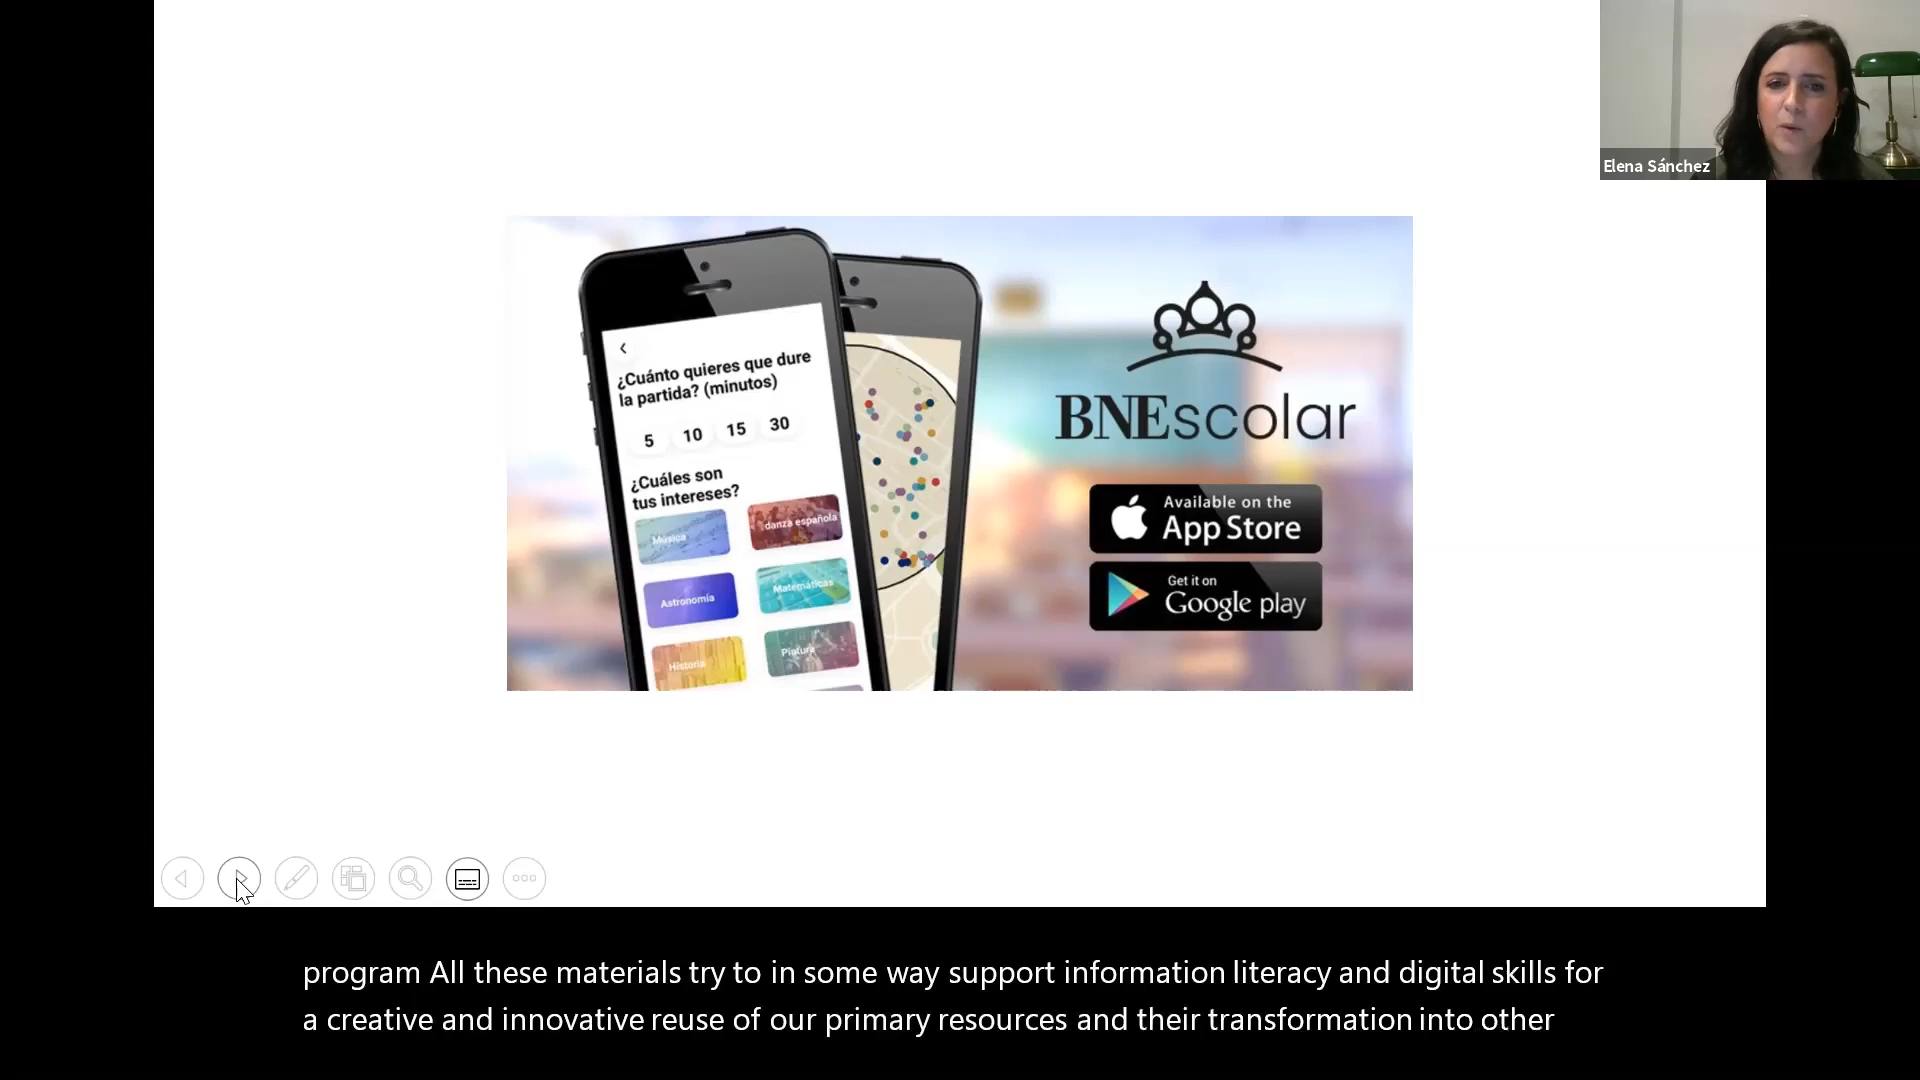 Elena Sánchez
¿Cuánto quieres que dure
la partida? (minutos)
5 10 15 30
¿Cuáles son
tus intereses?
Música
danza española
Astronomía
Matemáticas
Historia
Pintura
BNEscolar
Available on the
App Store
Get it on
Google play
program All these materials try to in some way support information literacy and digital skills for
a creative and innovative reuse of our primary resources and their transformation into other